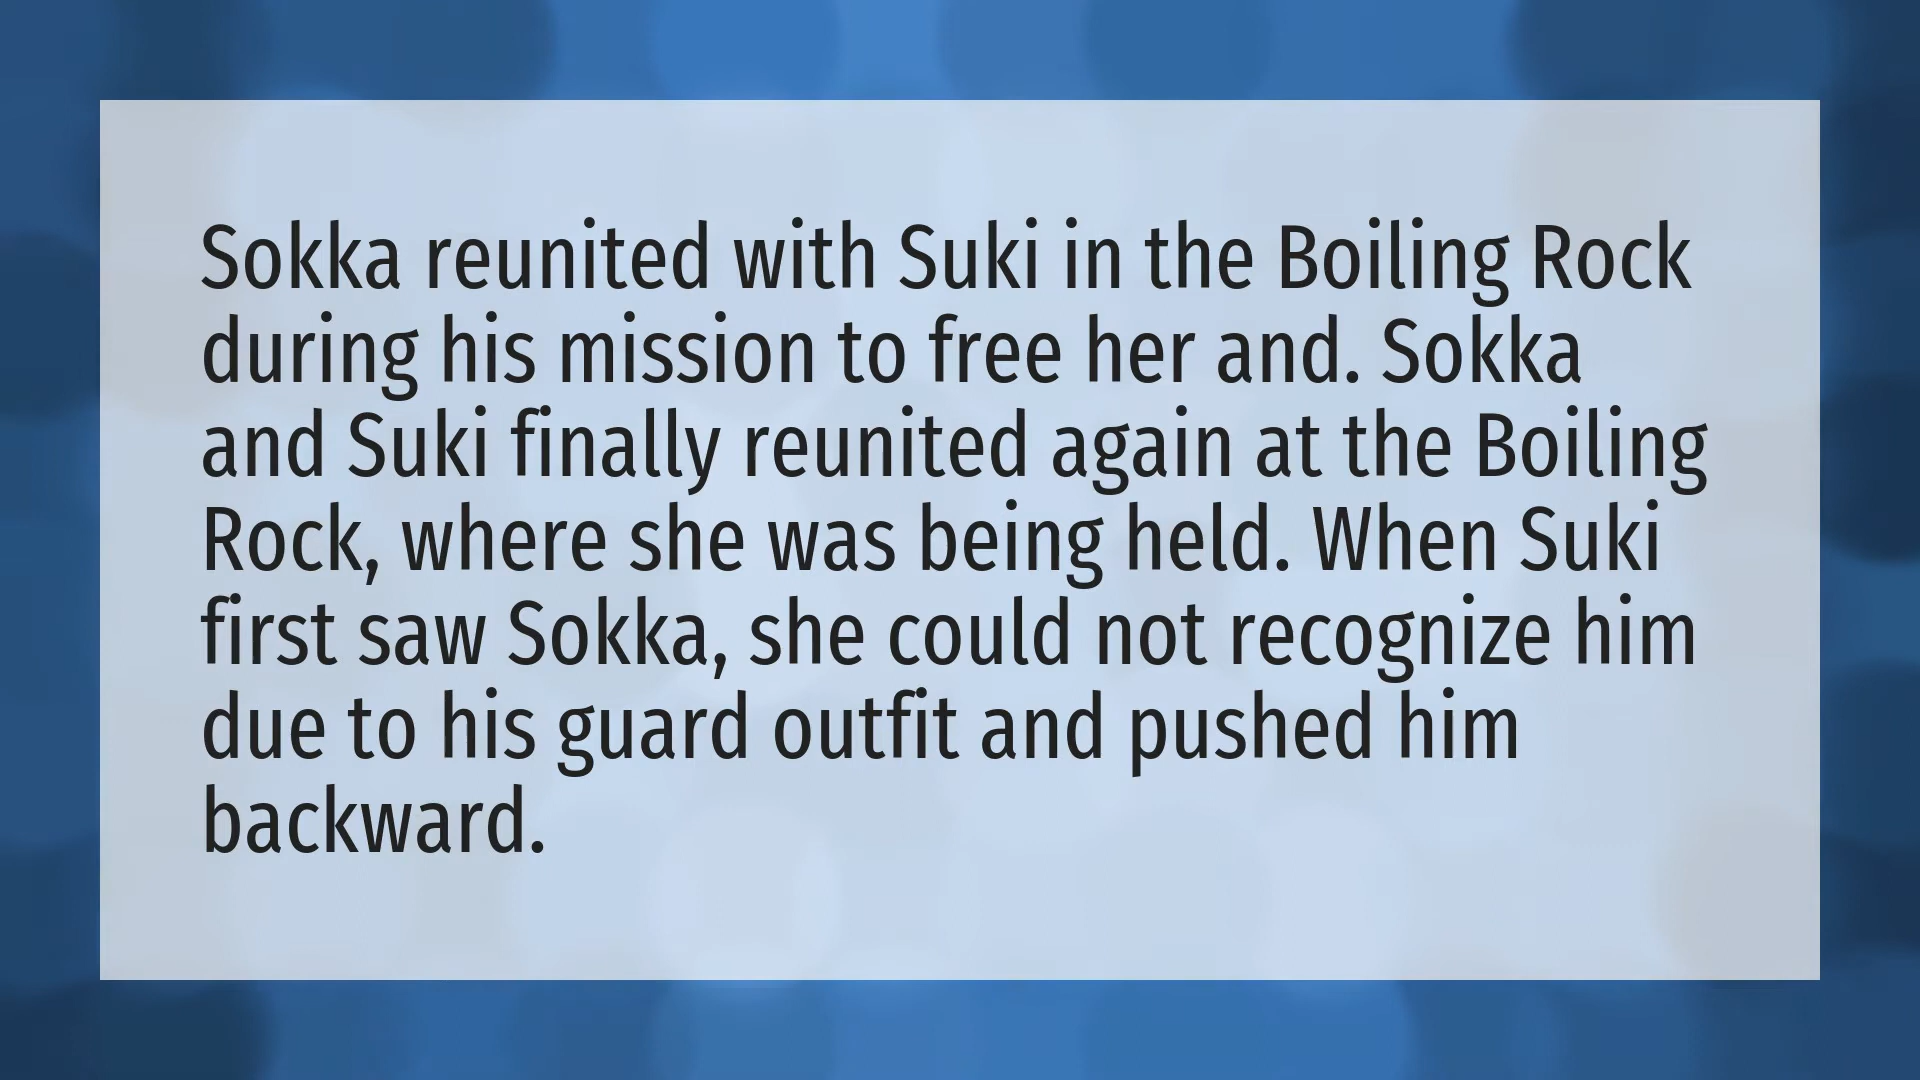 Sokka reunited with Suki in the Boiling Rock
during his mission to free her and. Sokka
and Suki finally reunited again at the Boiling
Rock, where she was being held. When Suki
first saw Sokka, she could not recognize him
due to his guard outfit and pushed him
backward.